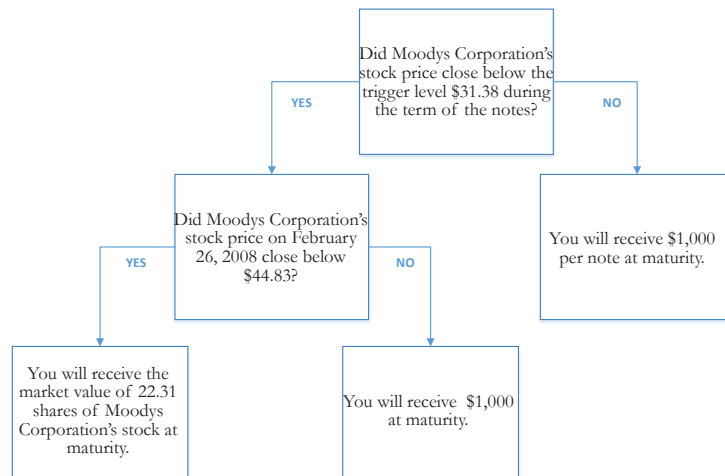 Did Moodys Corporation's
stock price close below the
trigger level $31.38 during
the term of the notes?
YES
NO
Did Moodys Corporation's
stock price on February
26, 2008 close below
$44.83?
You will receive $1,000
per note at maturity.
YES
NO
You will receive the
market value of 22.31
shares of Moodys
Corporation's stock at
maturity.
You will receive $1,000
at maturity.